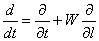 d/dt = ∂/∂t + W ∂/∂l